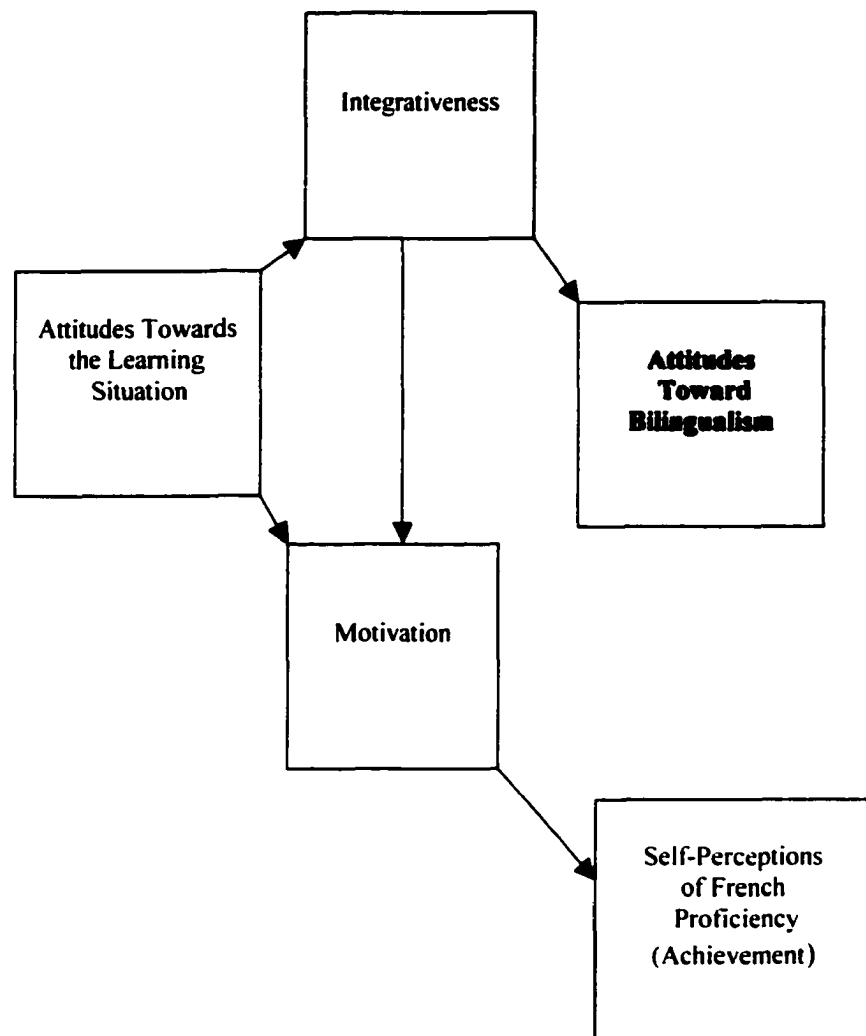 Integrativeness
Attitudes Towards
the Learning
Situation
Attitudes
Toward
Bilingualism
Motivation
Self-Perceptions
of French
Proficiency
(Achievement)